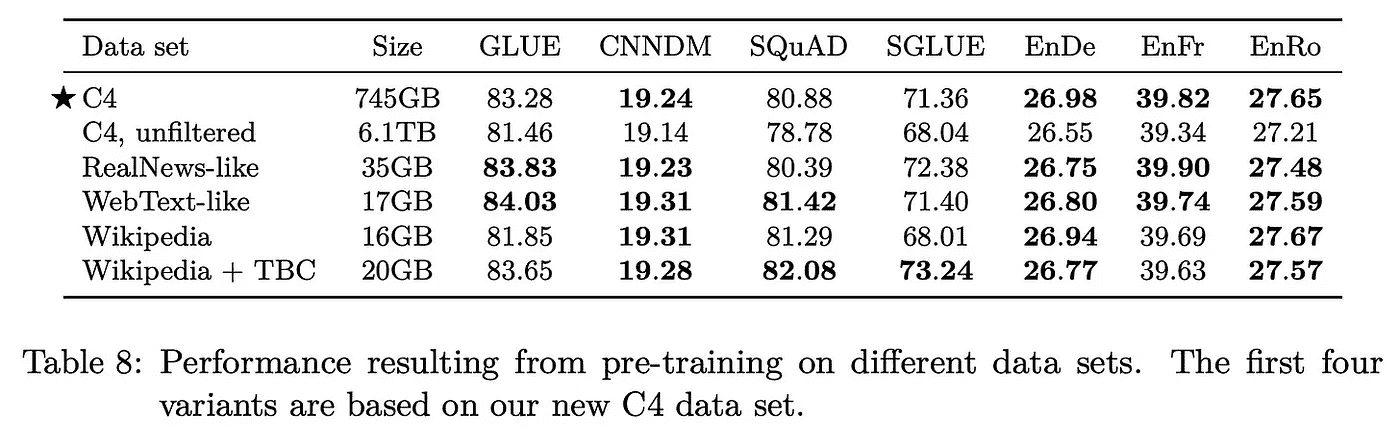 Data set Size GLUE CNNDM SQuAD SGLUE EnDe EnFr EnRo
★ C4 745GB 83.28 19.24 80.88 71.36 26.98 39.82 27.65
C4, unfiltered 6.1TB 81.46 19.14 78.78 68.04 26.55 39.34 27.21
RealNews-like 35GB 83.83 19.23 80.39 72.38 26.75 39.90 27.48
WebText-like 17GB 84.03 19.31 81.42 71.40 26.80 39.74 27.59
Wikipedia 16GB 81.85 19.31 81.29 68.01 26.94 39.69 27.67
Wikipedia + TBC 20GB 83.65 19.28 82.08 73.24 26.77 39.63 27.57
Table 8: Performance resulting from pre-training on different data sets. The first four
variants are based on our new C4 data set.